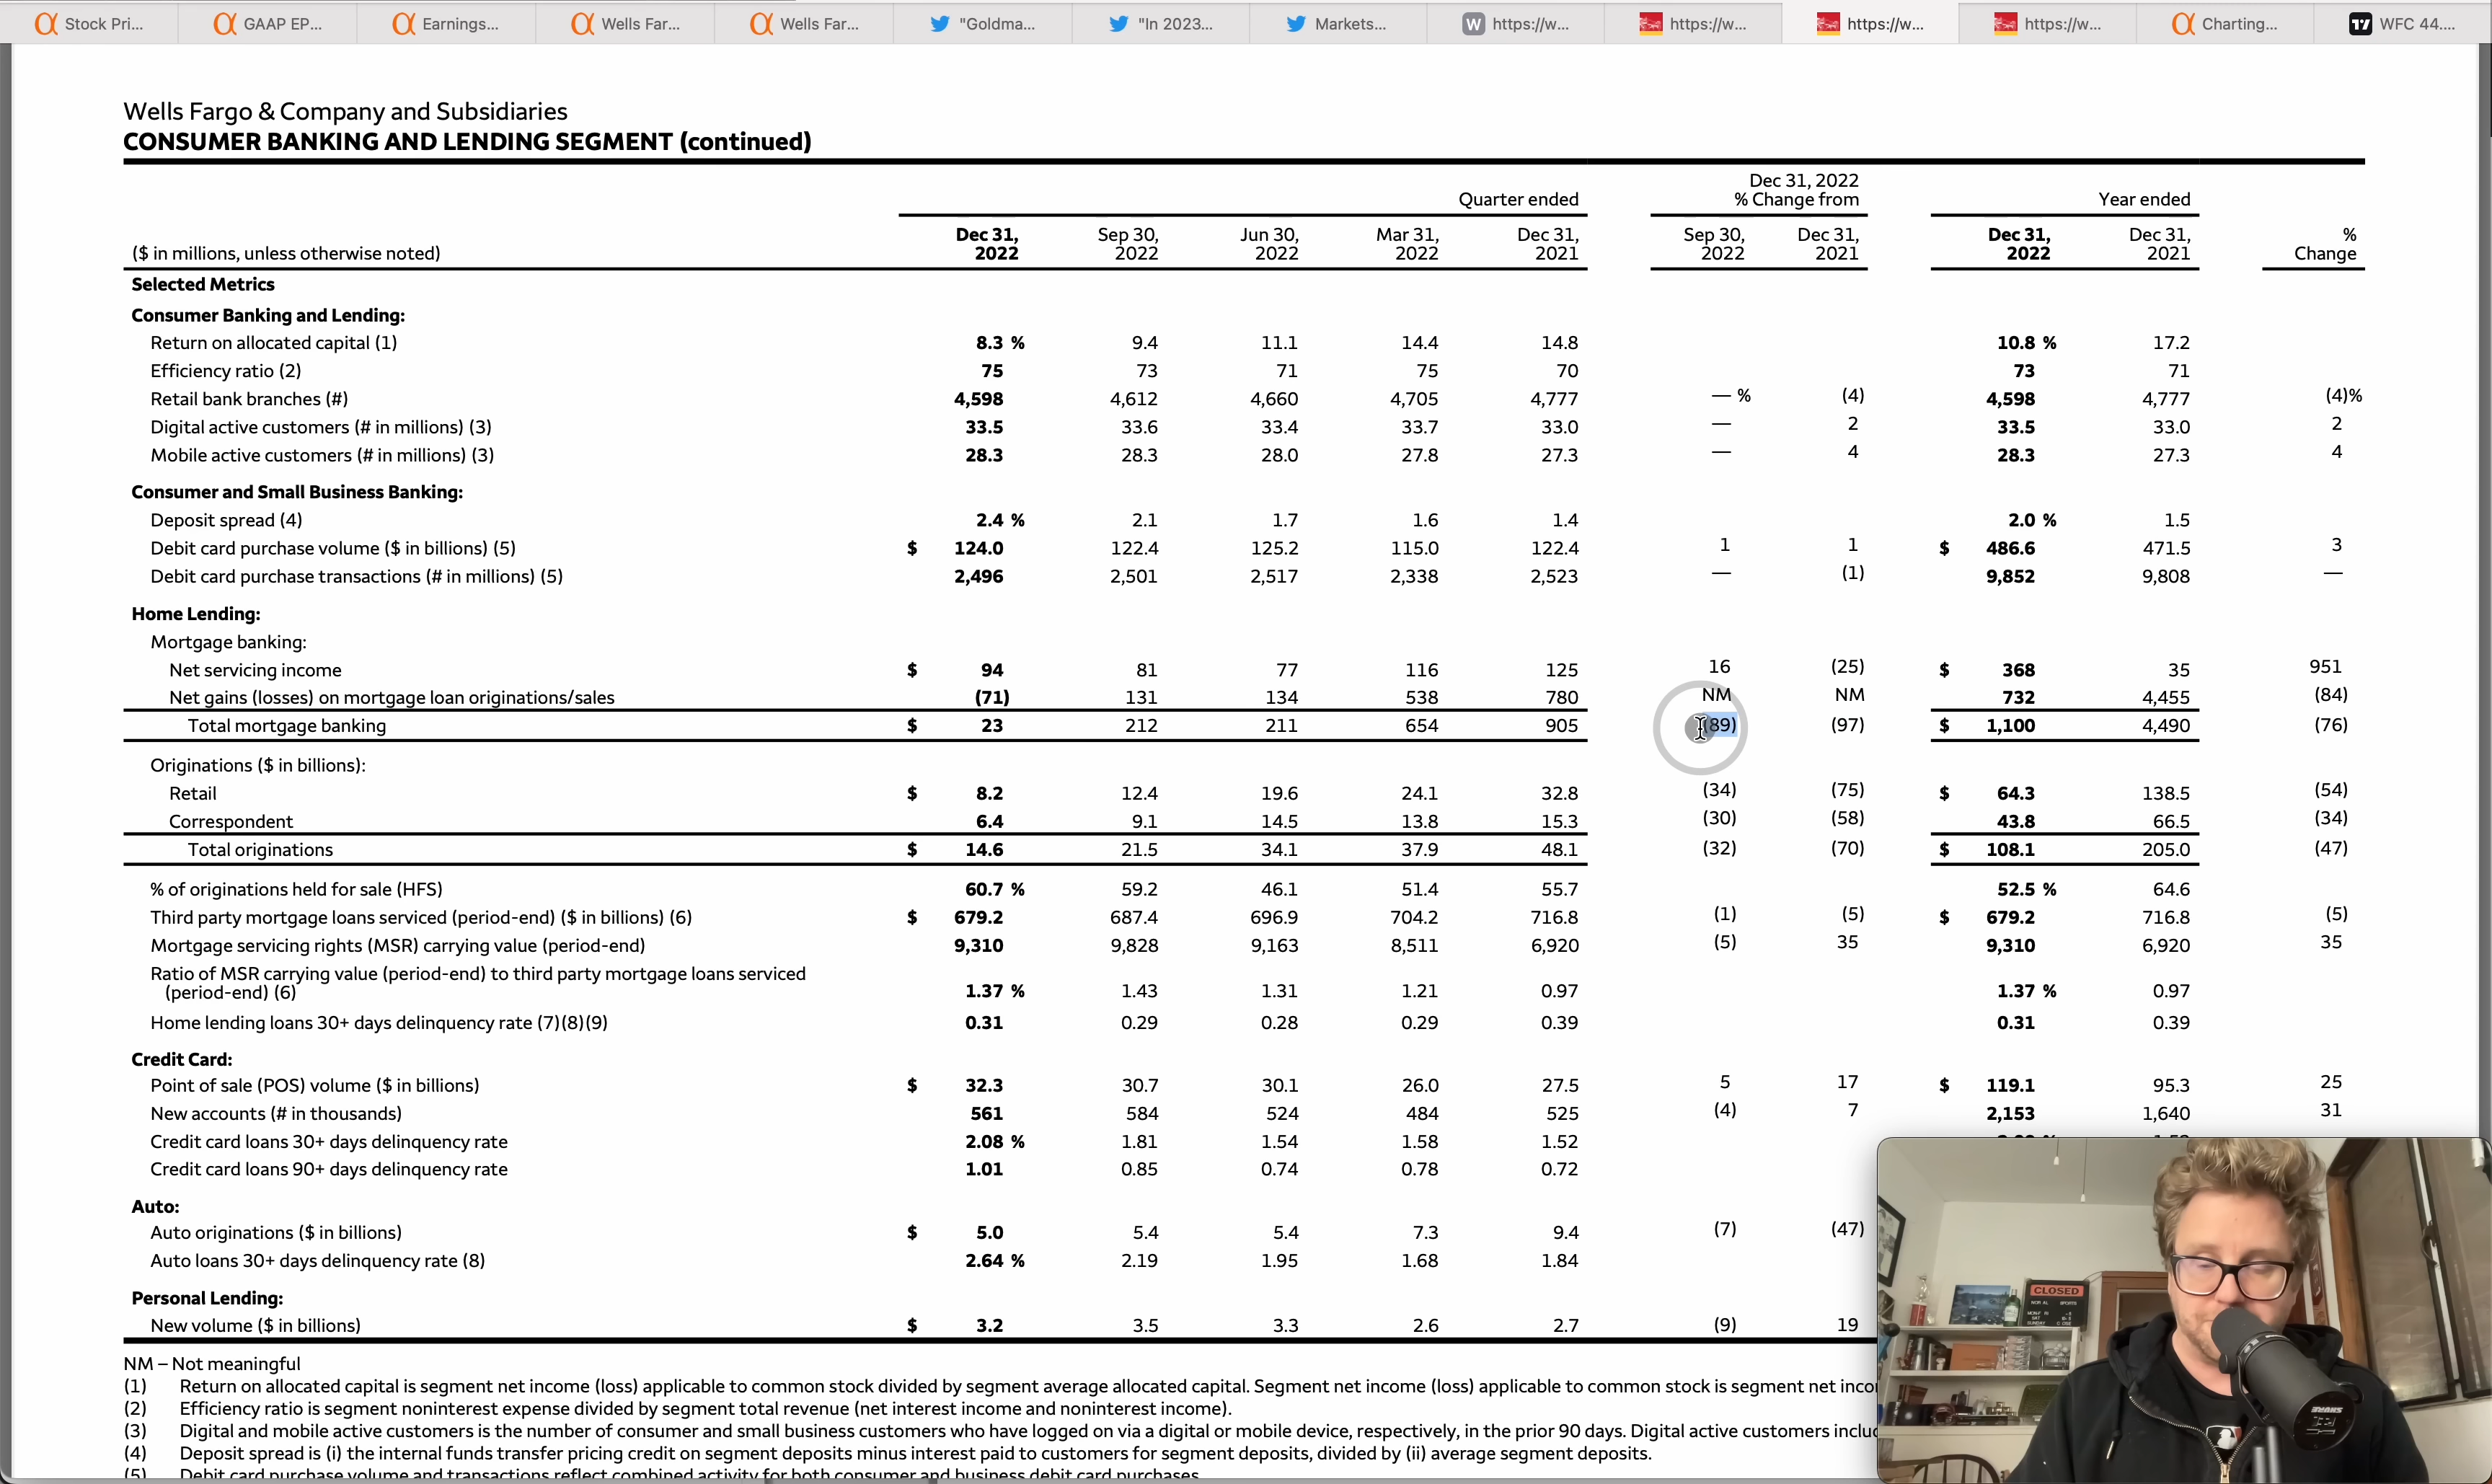 Stock Pri... GAAP EP... Earnings... Wells Far... Wells Far... "Goldma... "In 2023... Markets... W https://w... https://w... https://w... https://w... Charting... WFC 44....
Wells Fargo & Company and Subsidiaries
CONSUMER BANKING AND LENDING SEGMENT (continued)
Quarter ended Dec 31, 2022 % Change from Year ended
($ in millions, unless otherwise noted) Dec 31, 2022 Sep 30, 2022 Jun 30, 2022 Mar 31, 2022 Dec 31, 2021 Sep 30, 2022 Dec 31, 2021 Dec 31, 2022 Dec 31, 2021 % Change
Selected Metrics
Consumer Banking and Lending:
Return on allocated capital (1) 8.3 % 9.4 11.1 14.4 14.8 10.8 % 17.2
Efficiency ratio (2) 75 73 71 75 70 73 71
Retail bank branches (#) 4,598 4,612 4,660 4,705 4,777 — % (4) 4,598 4,777 (4)%
Digital active customers (# in millions) (3) 33.5 33.6 33.4 33.7 33.0 — 2 33.5 33.0 2
Mobile active customers (# in millions) (3) 28.3 28.3 28.0 27.8 27.3 — 4 28.3 27.3 4
Consumer and Small Business Banking:
Deposit spread (4) 2.4 % 2.1 1.7 1.6 1.4 2.0 % 1.5
Debit card purchase volume ($ in billions) (5) $ 124.0 122.4 125.2 115.0 122.4 1 1 $ 486.6 471.5 3
Debit card purchase transactions (# in millions) (5) 2,496 2,501 2,517 2,338 2,523 — (1) 9,852 9,808 —
Home Lending:
Mortgage banking:
Net servicing income $ 94 81 77 116 125 16 (25) $ 368 35 951
Net gains (losses) on mortgage loan originations/sales (71) 131 134 538 780 NM NM 732 4,455 (84)
Total mortgage banking $ 23 212 211 654 905 (89) (97) $ 1,100 4,490 (76)
Originations ($ in billions):
Retail $ 8.2 12.4 19.6 24.1 32.8 (34) (75) $ 64.3 138.5 (54)
Correspondent 6.4 9.1 14.5 13.8 15.3 (30) (58) 43.8 66.5 (34)
Total originations $ 14.6 21.5 34.1 37.9 48.1 (32) (70) $ 108.1 205.0 (47)
% of originations held for sale (HFS) 60.7 % 59.2 46.1 51.4 55.7 52.5 % 64.6
Third party mortgage loans serviced (period-end) ($ in billions) (6) $ 679.2 687.4 696.9 704.2 716.8 (1) (5) $ 679.2 716.8 (5)
Mortgage servicing rights (MSR) carrying value (period-end) 9,310 9,828 9,163 8,511 6,920 (5) 35 9,310 6,920 35
Ratio of MSR carrying value (period-end) to third party mortgage loans serviced
(period-end) (6) 1.37 % 1.43 1.31 1.21 0.97 1.37 % 0.97
Home lending loans 30+ days delinquency rate (7)(8)(9) 0.31 0.29 0.28 0.29 0.39 0.31 0.39
Credit Card:
Point of sale (POS) volume ($ in billions) $ 32.3 30.7 30.1 26.0 27.5 5 17 $ 119.1 95.3 25
New accounts (# in thousands) 561 584 524 484 525 (4) 7 2,153 1,640 31
Credit card loans 30+ days delinquency rate 2.08 % 1.81 1.54 1.58 1.52
Credit card loans 90+ days delinquency rate 1.01 0.85 0.74 0.78 0.72
Auto:
Auto originations ($ in billions) $ 5.0 5.4 5.4 7.3 9.4 (7) (47)
Auto loans 30+ days delinquency rate (8) 2.64 % 2.19 1.95 1.68 1.84
Personal Lending:
New volume ($ in billions) $ 3.2 3.5 3.3 2.6 2.7 (9) 19
NM – Not meaningful
(1) Return on allocated capital is segment net income (loss) applicable to common stock divided by segment average allocated capital. Segment net income (loss) applicable to common stock is segment net inco
(2) Efficiency ratio is segment noninterest expense divided by segment total revenue (net interest income and noninterest income).
(3) Digital and mobile active customers is the number of consumer and small business customers who have logged on via a digital or mobile device, respectively, in the prior 90 days. Digital active customers inclu
(4) Deposit spread is (i) the internal funds transfer pricing credit on segment deposits minus interest paid to customers for segment deposits, divided by (ii) average segment deposits.
(5) Debit card purchase volume and transactions reflect combined activity for both consumer and business debit card purchases.
CLOSED
SHURE